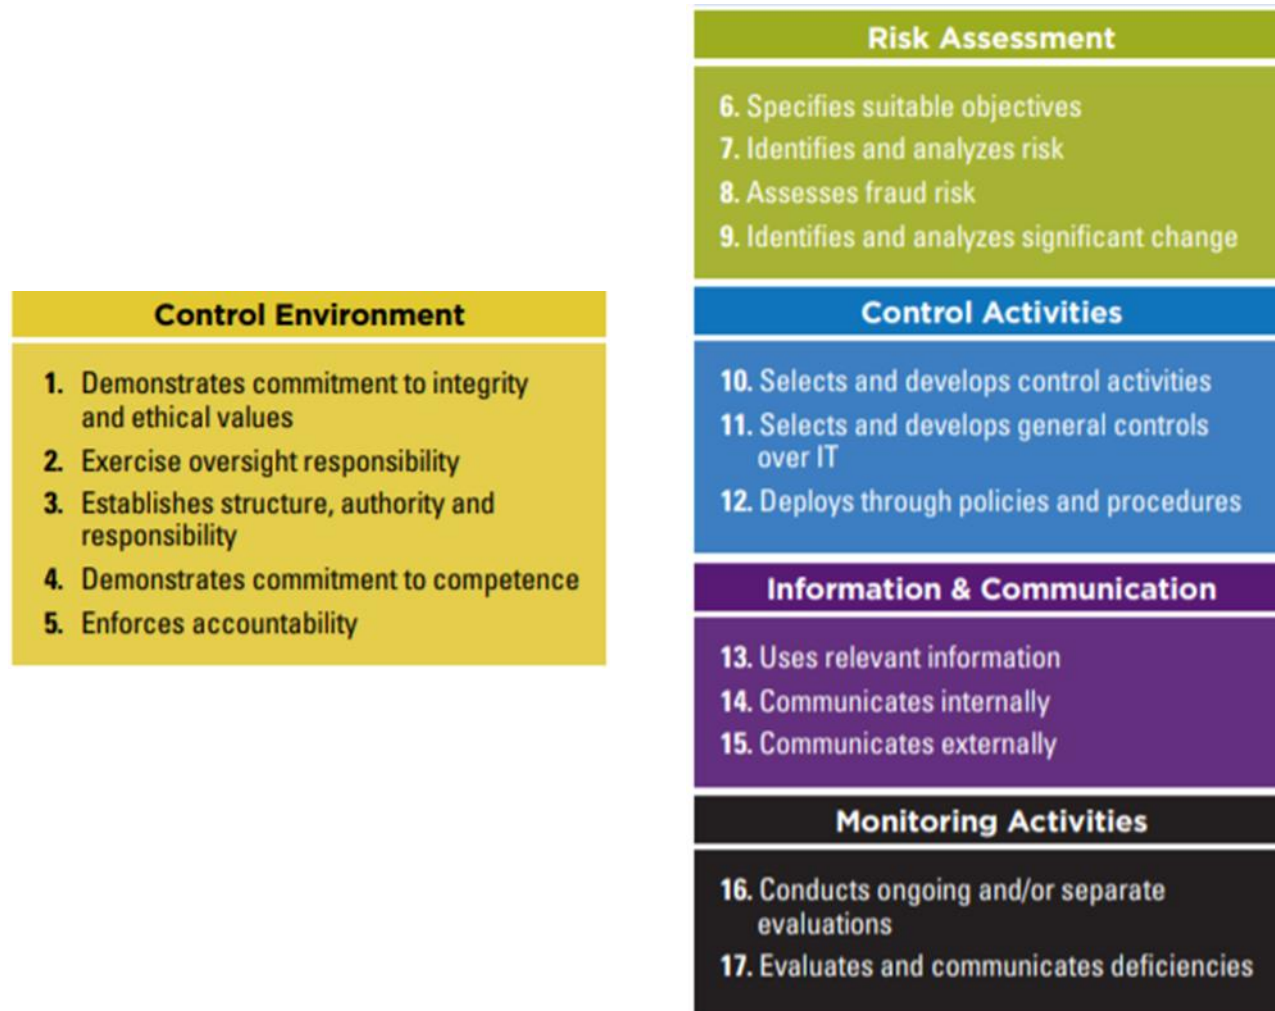 Control Environment
1. Demonstrates commitment to integrity
and ethical values
2. Exercise oversight responsibility
3. Establishes structure, authority and
responsibility
4. Demonstrates commitment to competence
5. Enforces accountability
Risk Assessment
6. Specifies suitable objectives
7. Identifies and analyzes risk
8. Assesses fraud risk
9. Identifies and analyzes significant change
Control Activities
10. Selects and develops control activities
11. Selects and develops general controls
over IT
12. Deploys through policies and procedures
Information & Communication
13. Uses relevant information
14. Communicates internally
15. Communicates externally
Monitoring Activities
16. Conducts ongoing and/or separate
evaluations
17. Evaluates and communicates deficiencies